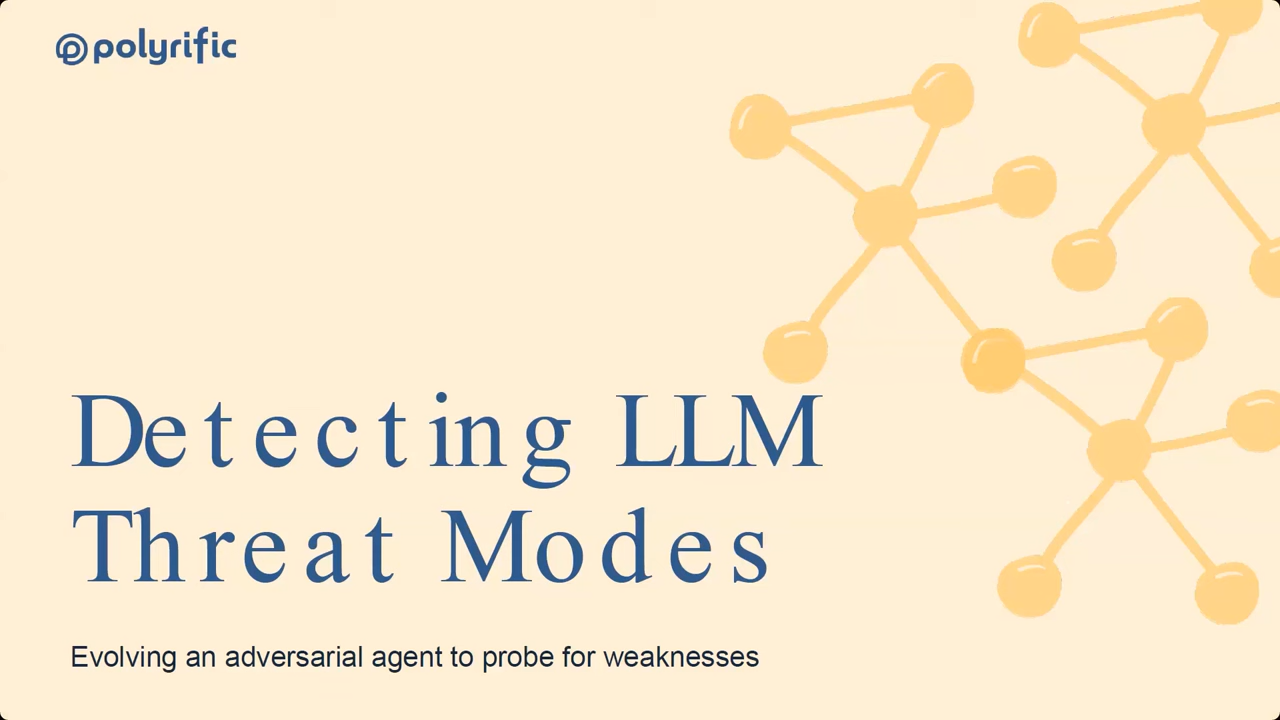 polyrific
Detecting LLM
Threat Modes
Evolving an adversarial agent to probe for weaknesses